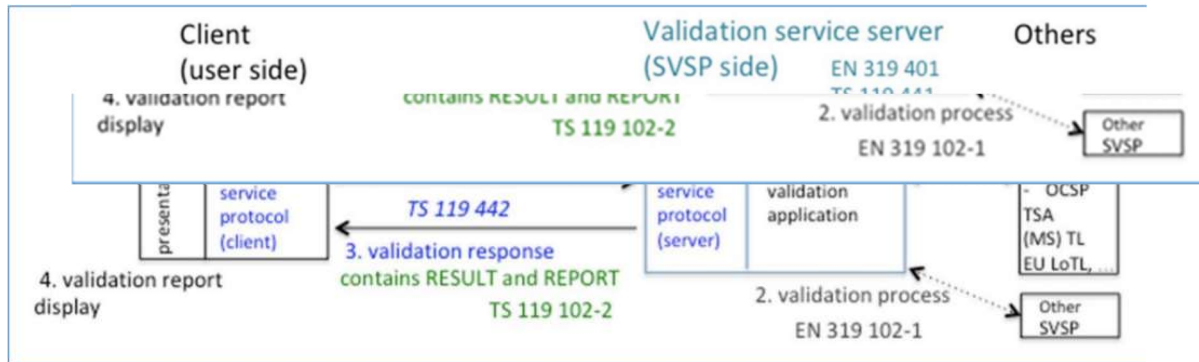 Client
(user side)
Validation service server
(SVSP side)
EN 319 401
TS 119 441
Others
4. validation report
display
contains RESULT and REPORT
TS 119 102-2
2. validation process
EN 319 102-1
Other
SVSP
presenta
service
protocol
(client)
TS 119 442
3. validation response
contains RESULT and REPORT
TS 119 102-2
service
protocol
(server)
validation
application
- OCSP
TSA
(MS) TL
EU LoTL, ...
4. validation report
display
2. validation process
EN 319 102-1
Other
SVSP